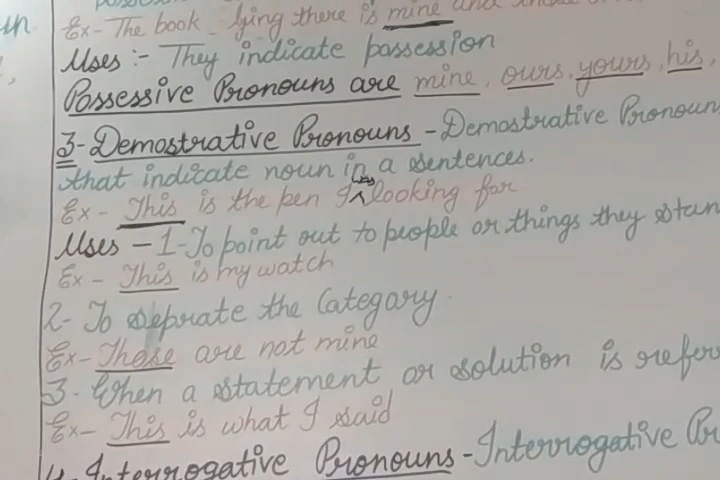 Ex- The book lying there is mine and
Uses :- They indicate possession
Possessive Pronouns are mine, ours, yours, his,
3- Demostrative Pronouns - Demostrative Pronoun
that indicate noun in a sentences.
Ex - This is the pen I was looking for
Uses - 1- To point out to people or things they stan
Ex - This is my watch
2- To seprate the Category.
Ex- These are not mine
3- When a statement or solution is refer
Ex- This is what I said
4- Interrogative Pronouns - Interrogative Pr